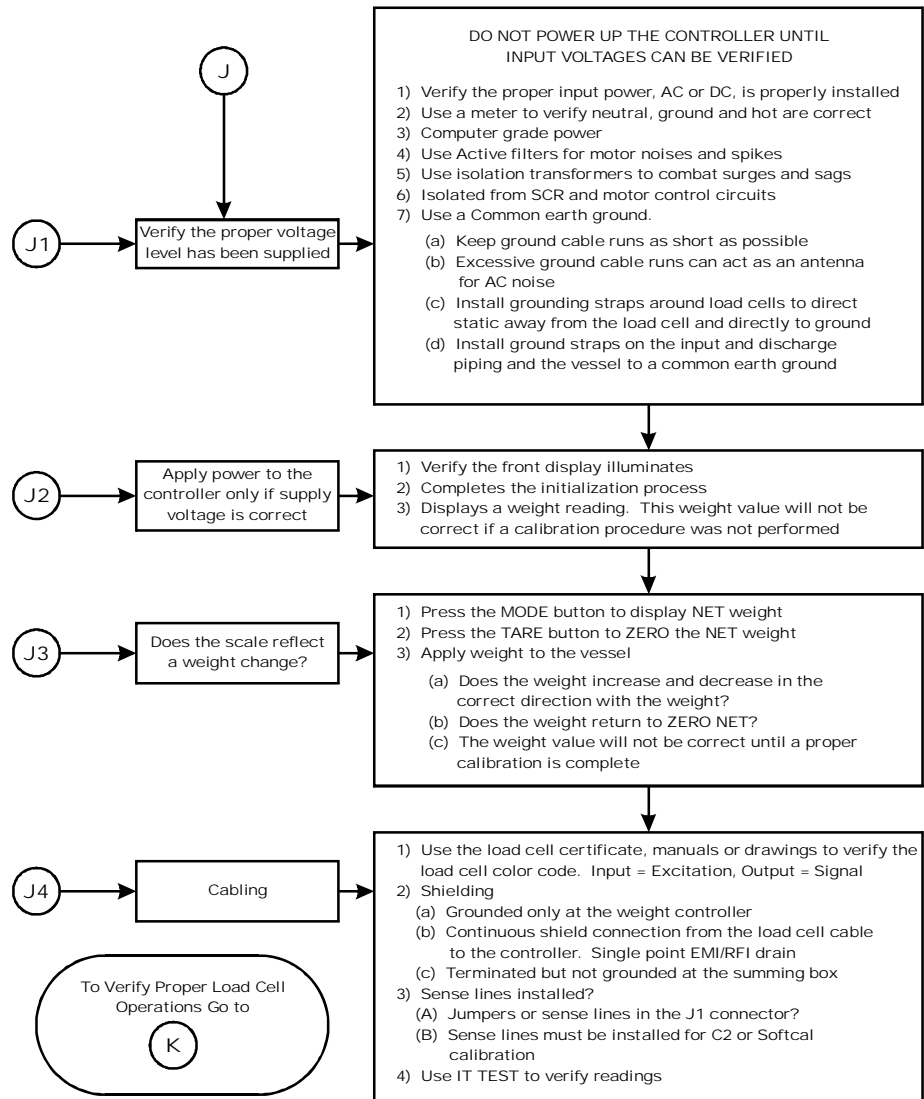 J
DO NOT POWER UP THE CONTROLLER UNTIL
INPUT VOLTAGES CAN BE VERIFIED
1) Verify the proper input power, AC or DC, is properly installed
2) Use a meter to verify neutral, ground and hot are correct
3) Computer grade power
4) Use Active filters for motor noises and spikes
5) Use isolation transformers to combat surges and sags
6) Isolated from SCR and motor control circuits
7) Use a Common earth ground.
(a) Keep ground cable runs as short as possible
(b) Excessive ground cable runs can act as an antenna
for AC noise
(c) Install grounding straps around load cells to direct
static away from the load cell and directly to ground
(d) Install ground straps on the input and discharge
piping and the vessel to a common earth ground
J1
Verify the proper voltage
level has been supplied
J2
Apply power to the
controller only if supply
voltage is correct
1) Verify the front display illuminates
2) Completes the initialization process
3) Displays a weight reading. This weight value will not be
correct if a calibration procedure was not performed
J3
Does the scale reflect
a weight change?
1) Press the MODE button to display NET weight
2) Press the TARE button to ZERO the NET weight
3) Apply weight to the vessel
(a) Does the weight increase and decrease in the
correct direction with the weight?
(b) Does the weight return to ZERO NET?
(c) The weight value will not be correct until a proper
calibration is complete
J4
Cabling
1) Use the load cell certificate, manuals or drawings to verify the
load cell color code. Input = Excitation, Output = Signal
2) Shielding
(a) Grounded only at the weight controller
(b) Continuous shield connection from the load cell cable
to the controller. Single point EMI/RFI drain
(c) Terminated but not grounded at the summing box
3) Sense lines installed?
(A) Jumpers or sense lines in the J1 connector?
(B) Sense lines must be installed for C2 or Softcal
calibration
4) Use IT TEST to verify readings
To Verify Proper Load Cell
Operations Go to
K